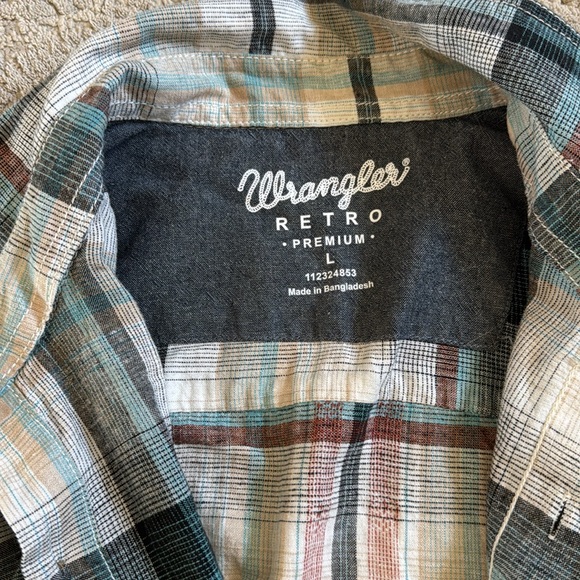 Wrangler®
RETRO
• PREMIUM •
L
112324853
Made in Bangladesh